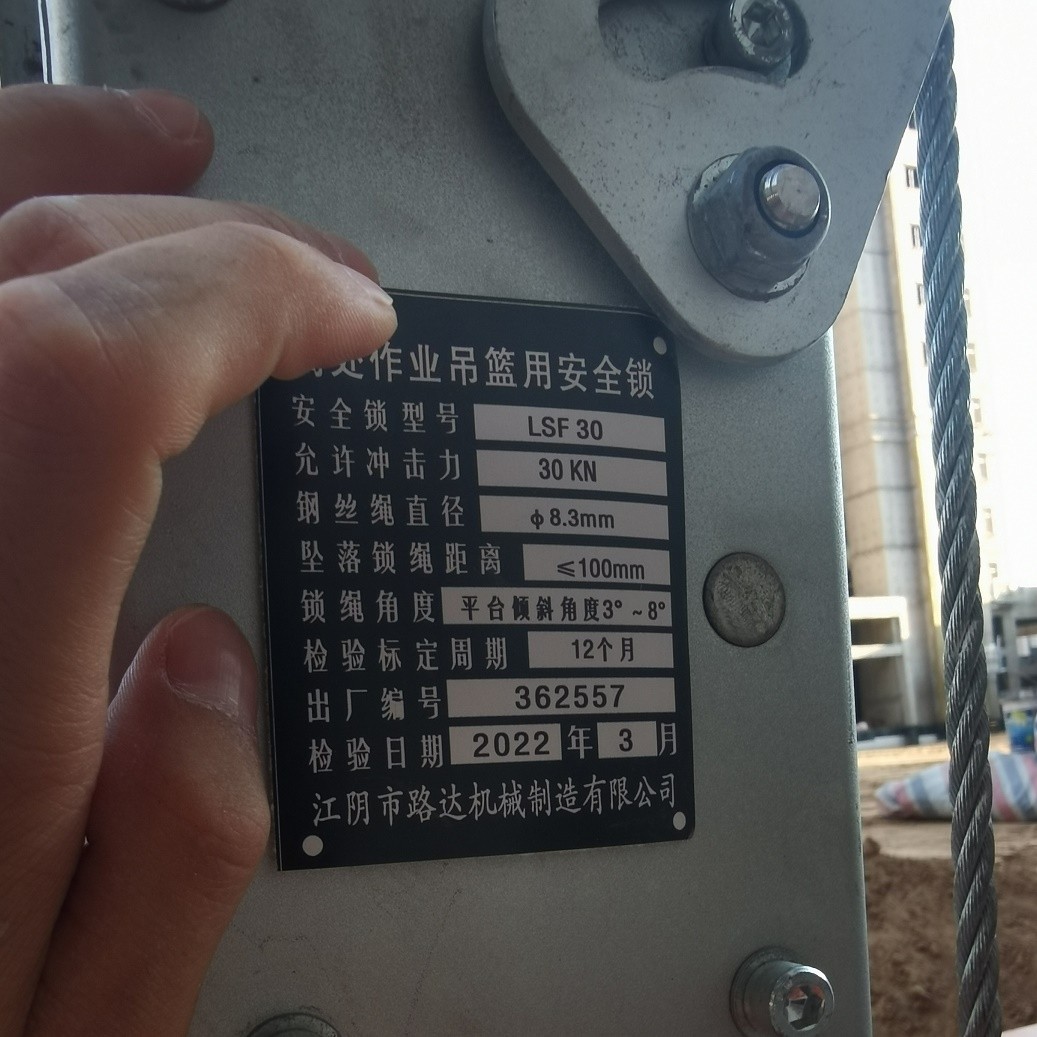 处作业吊篮用安全锁
安全锁型号 LSF 30
允许冲击力 30 KN
钢丝绳直径 ϕ8.3mm
坠落锁绳距离 ≤100mm
锁绳角度 平台倾斜角度3°~8°
检验标定周期 12个月
出厂编号 362557
检验日期 2022 年 3 月
江阴市路达机械制造有限公司